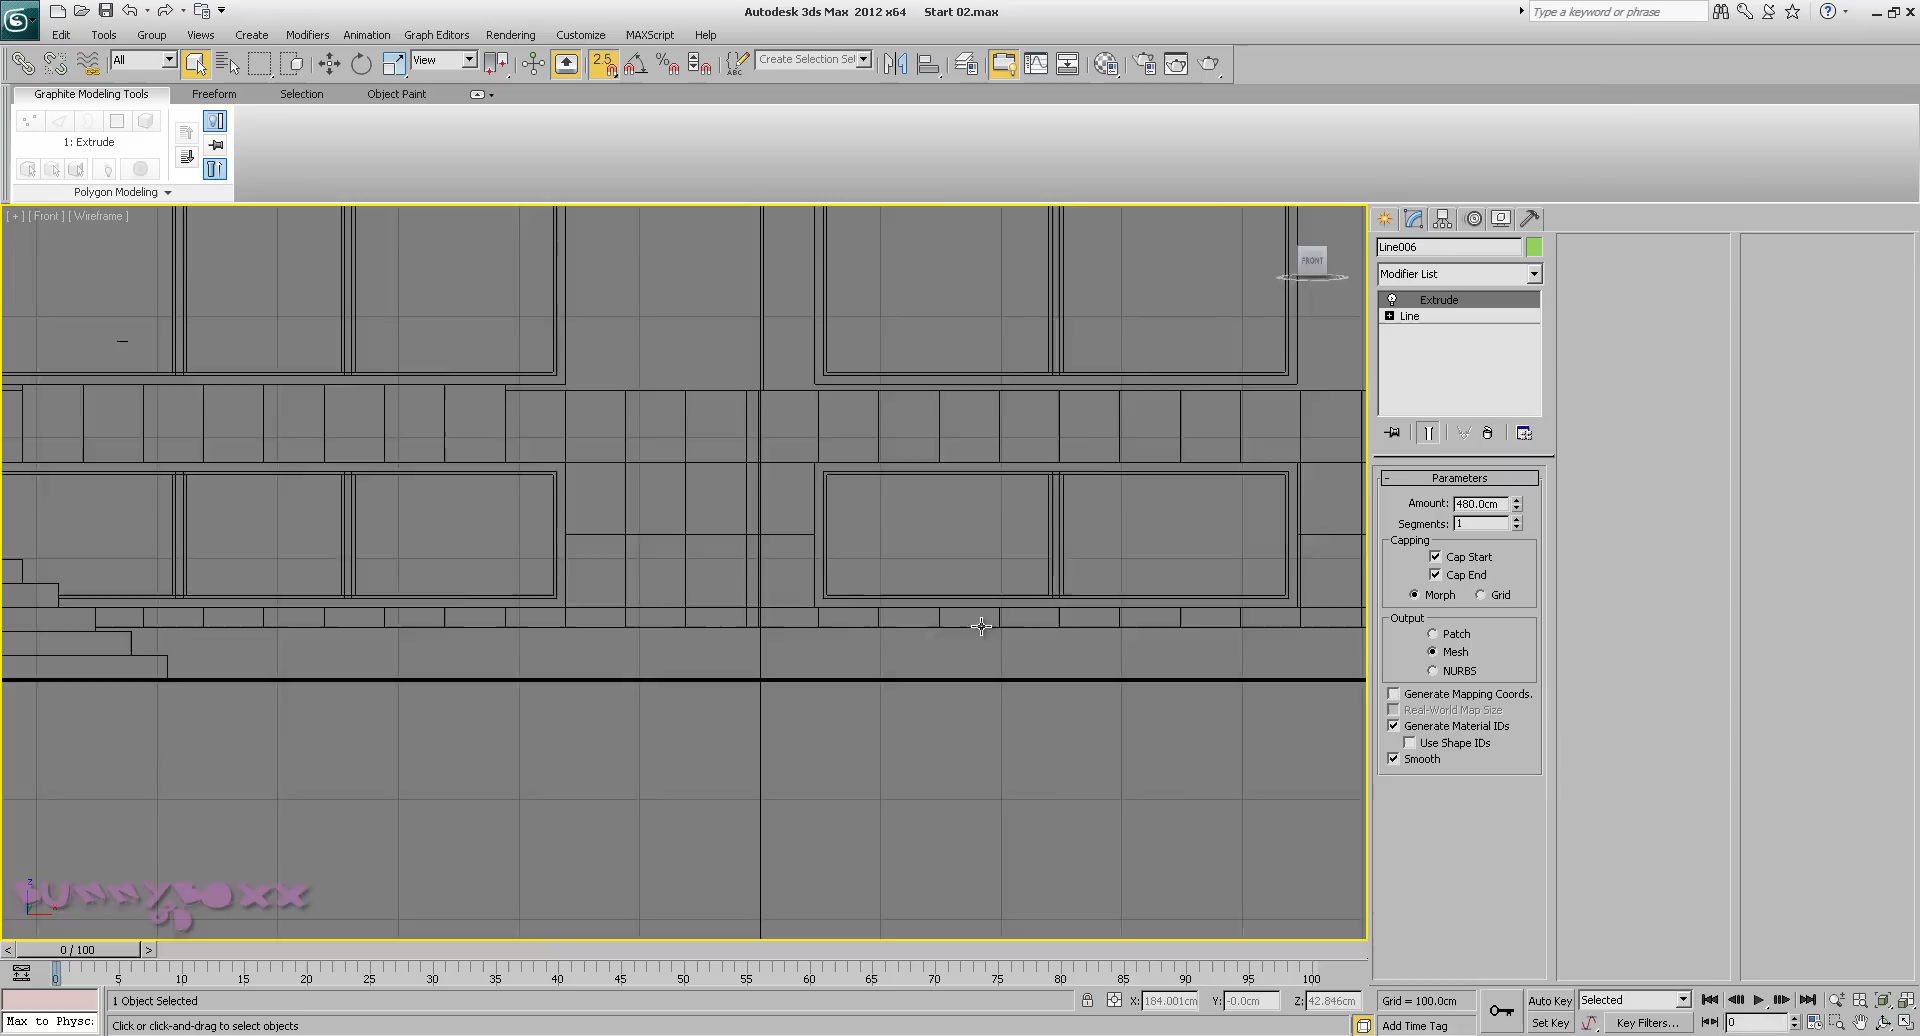 Autodesk 3ds Max 2012 x64 Start 02.max
Type a keyword or phrase
Edit Tools Group Views Create Modifiers Animation Graph Editors Rendering Customize MAXScript Help
All View 2.5 ABC Create Selection Sel
Graphite Modeling Tools Freeform Selection Object Paint
1: Extrude
Polygon Modeling
[ + ] [ Front ] [ Wireframe ]
FRONT
Line006
Modifier List
Extrude
Line
Parameters
Amount: 480.0cm
Segments: 1
Capping
Cap Start
Cap End
Morph Grid
Output
Patch
Mesh
NURBS
Generate Mapping Coords.
Real-World Map Size
Generate Material IDs
Use Shape IDs
Smooth
z
0 / 100
0 5 10 15 20 25 30 35 40 45 50 55 60 65 70 75 80 85 90 95 100
1 Object Selected X: 184.001cm Y: -0.0cm Z: 42.846cm Grid = 100.0cm Auto Key Selected
Max to Physc: Click or click-and-drag to select objects Add Time Tag Set Key Key Filters... 0